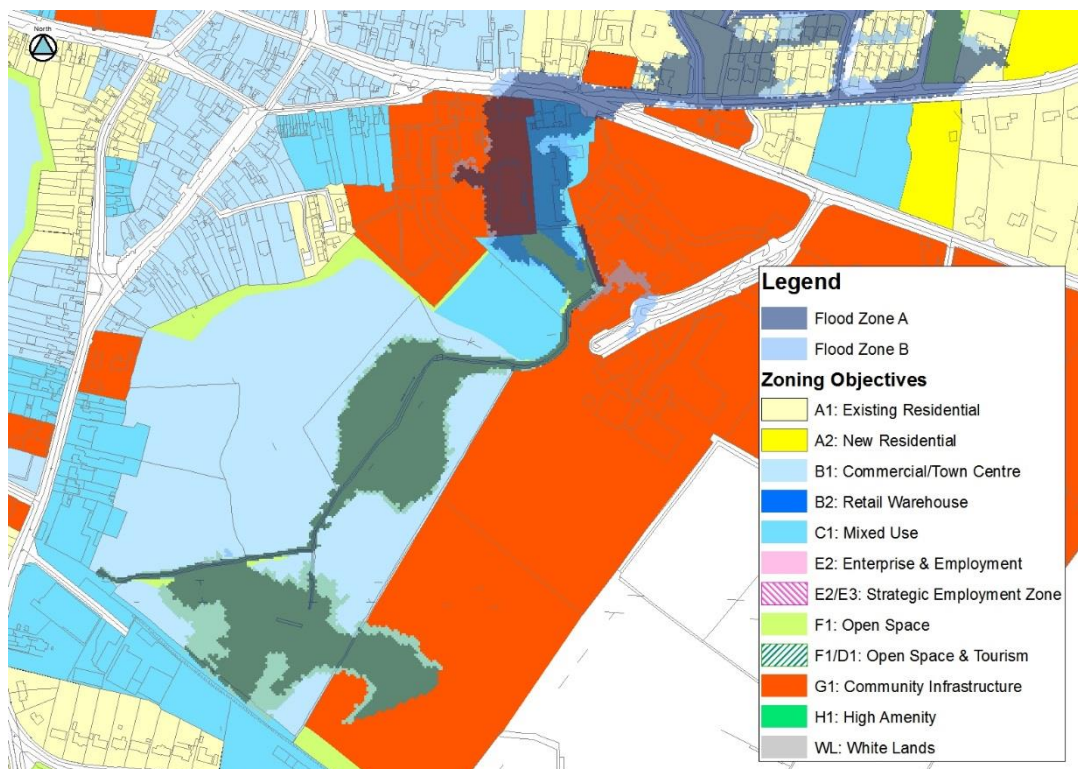 North
Legend
Flood Zone A
Flood Zone B
Zoning Objectives
A1: Existing Residential
A2: New Residential
B1: Commercial/Town Centre
B2: Retail Warehouse
C1: Mixed Use
E2: Enterprise & Employment
E2/E3: Strategic Employment Zone
F1: Open Space
F1/D1: Open Space & Tourism
G1: Community Infrastructure
H1: High Amenity
WL: White Lands